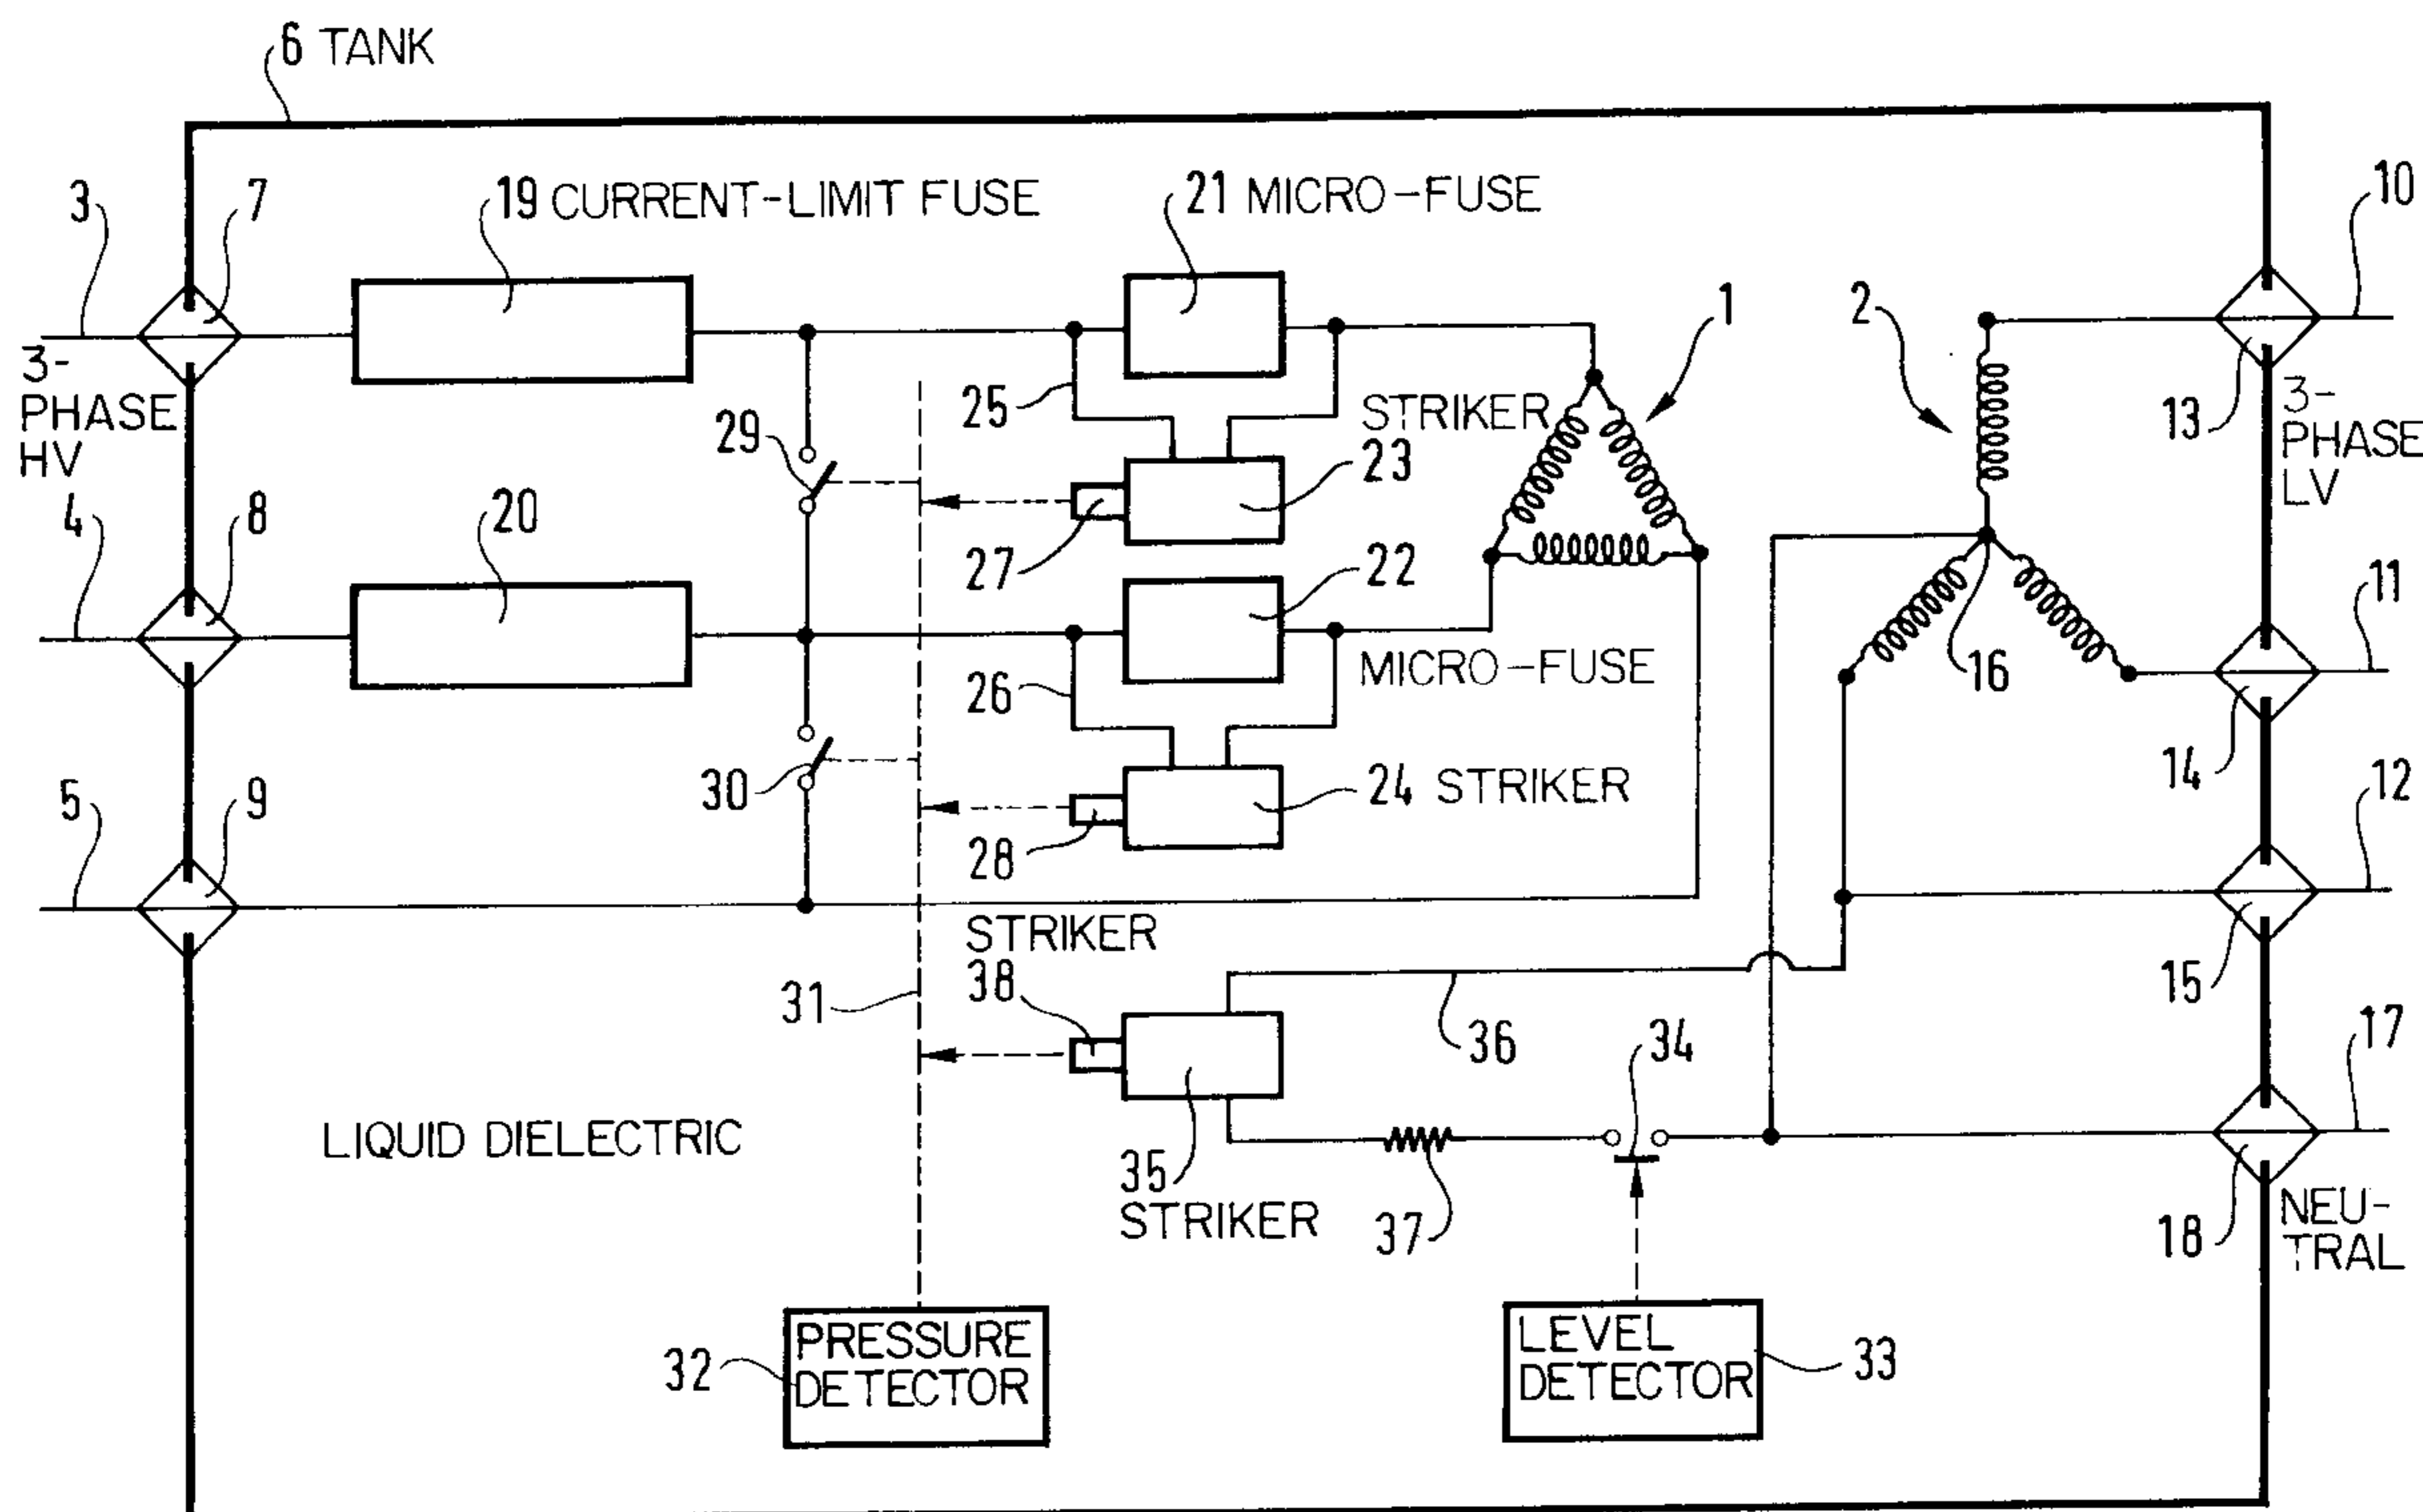 6 TANK
3
7
19 CURRENT-LIMIT FUSE
21 MICRO-FUSE
10
3-
PHASE
HV
1
2
13
3-
PHASE
LV
25
STRIKER
23
29
27
4
8
20
22
11
26
MICRO-FUSE
16
14
30
24 STRIKER
28
12
5
9
STRIKER
38
31
36
34
15
17
LIQUID DIELECTRIC
35
STRIKER
37
18
NEU-
TRAL
32
PRESSURE
DETECTOR
LEVEL
DETECTOR
33